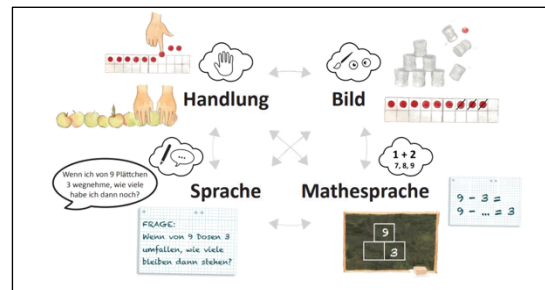 Handlung
Bild
Wenn ich von 9 Plättchen
3 wegnehme, wie viele
habe ich dann noch?
...
1 + 2
7, 8, 9
Sprache
Mathesprache
FRAGE:
Wenn von 9 Dosen 3
umfallen, wie viele
bleiben dann stehen?
9
3
9 - 3 =
9 - ... = 3